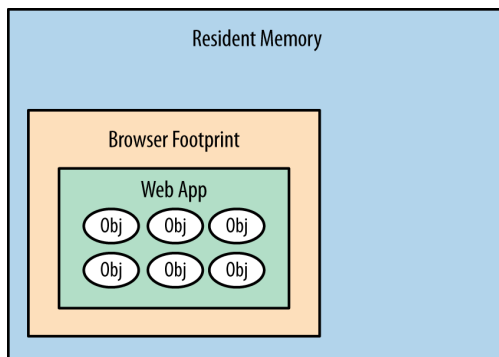 Resident Memory
Browser Footprint
Web App
Obj Obj Obj
Obj Obj Obj